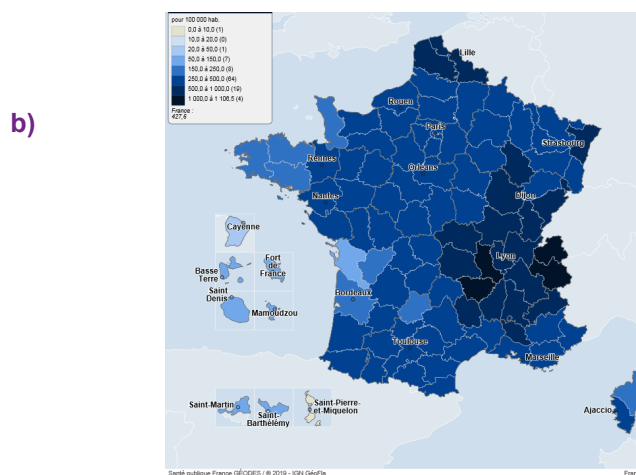 b)
pour 100 000 hab.
0,0 à 10,0 (1)
10,0 à 20,0 (0)
20,0 à 50,0 (1)
50,0 à 150,0 (7)
150,0 à 250,0 (8)
250,0 à 500,0 (64)
500,0 à 1 000,0 (19)
1 000,0 à 1 106,5 (4)
France :
427,6
Lille
Rouen
Paris
Strasbourg
Rennes
Orléans
Nantes
Dijon
Cayenne
Lyon
Basse
Terre
Fort
de
France
Saint
Denis
Mamoudzou
Bordeaux
Toulouse
Marseille
Saint-Martin
Saint-
Barthélémy
Saint-Pierre
-et-Miquelon
Ajaccio
Santé publique France GÉODES / © 2019 - IGN GéoFla
Fran